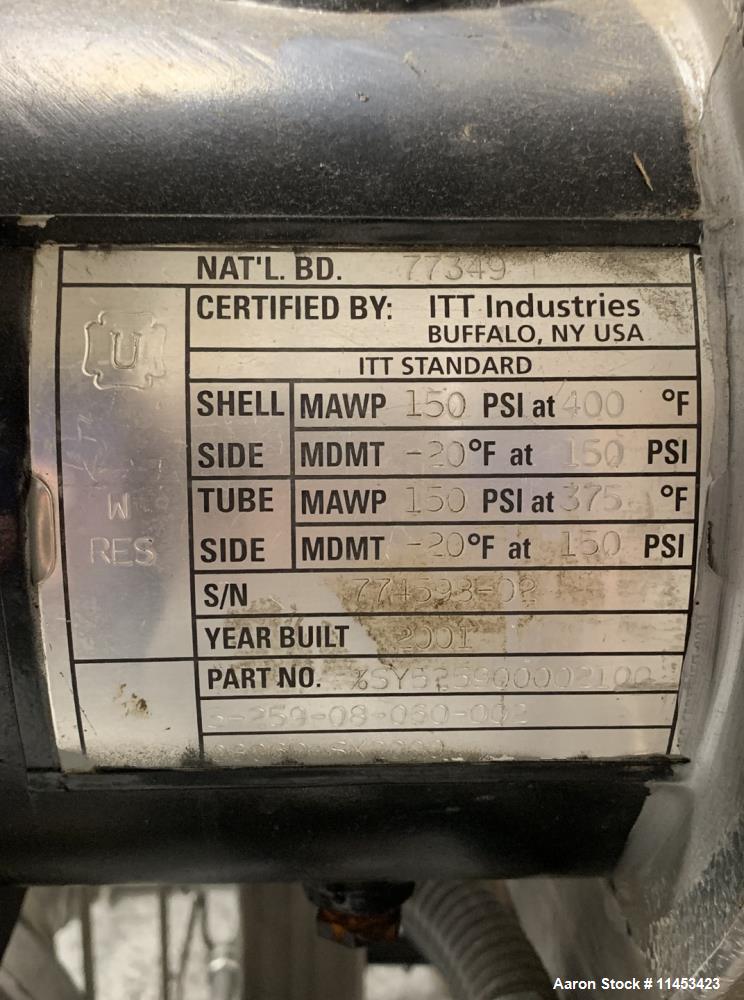 NAT'L. BD. 77349
U
CERTIFIED BY: ITT Industries
BUFFALO, NY USA
ITT STANDARD
SHELL SIDE
MAWP 150 PSI at 400 °F
MDMT -20°F at 150 PSI
TUBE SIDE
MAWP 150 PSI at 375 °F
MDMT -20°F at 150 PSI
W
RES
S/N 774593-02
YEAR BUILT 2001
PART NO.
5-259-08-060-002
Aaron Stock # 11453423